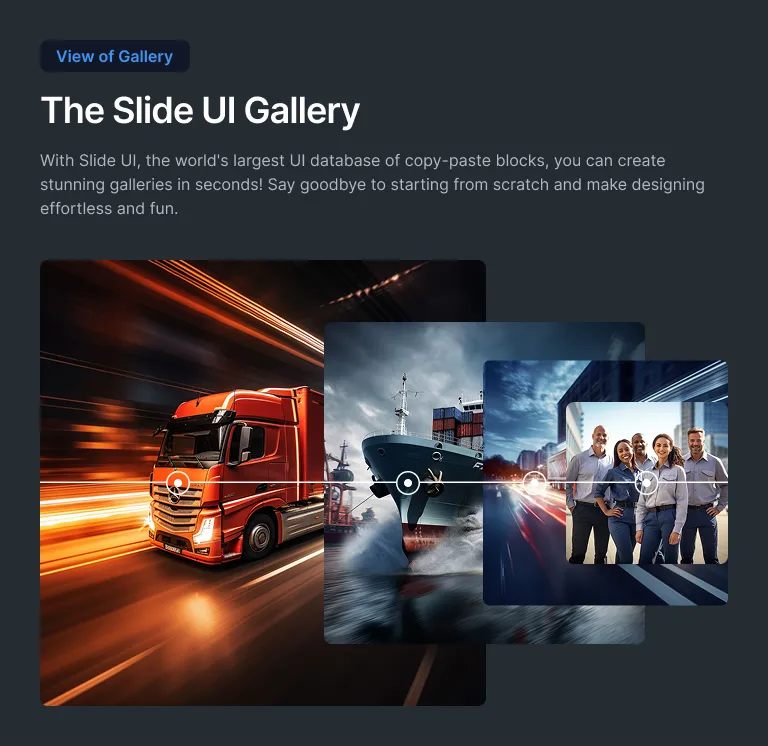 View of Gallery
The Slide UI Gallery
With Slide UI, the world's largest UI database of copy-paste blocks, you can create
stunning galleries in seconds! Say goodbye to starting from scratch and make designing
effortless and fun.